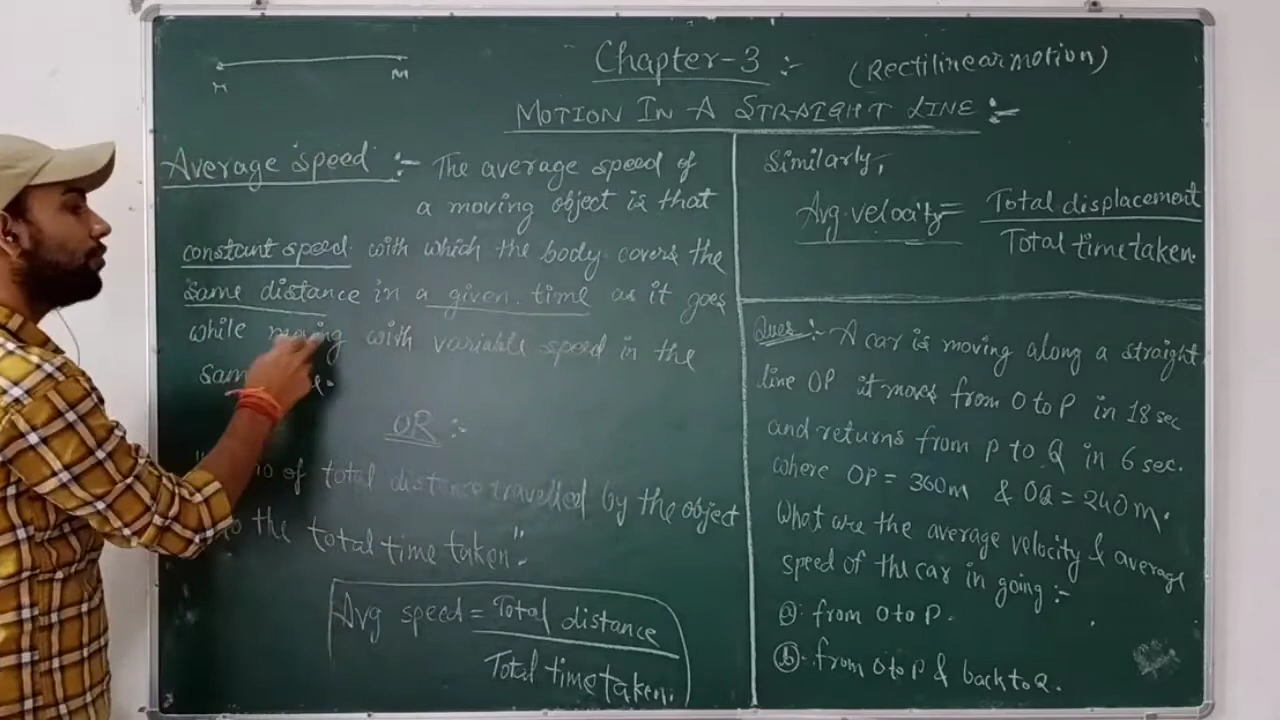 Chapter-3 :- (Rectilinear motion)
MOTION IN A STRAIGHT LINE :-
Average speed :- The average speed of
a moving object is that
constant speed with which the body covers the
same distance in a given time as it goes
while moving with variable speed in the
OR :-
of total distance travelled by the object
the total time taken".
Avg speed = Total distance
Total time taken.
Similarly,
Avg. velocity = Total displacement
Total time taken.
Ques :- A car is moving along a straight
line OP it moves from O to P in 18 sec
and returns from P to Q in 6 sec.
where OP = 360m & OQ = 240m.
What are the average velocity & average
speed of the car in going :-
(a). from O to P.
(b). from O to P & back to Q.